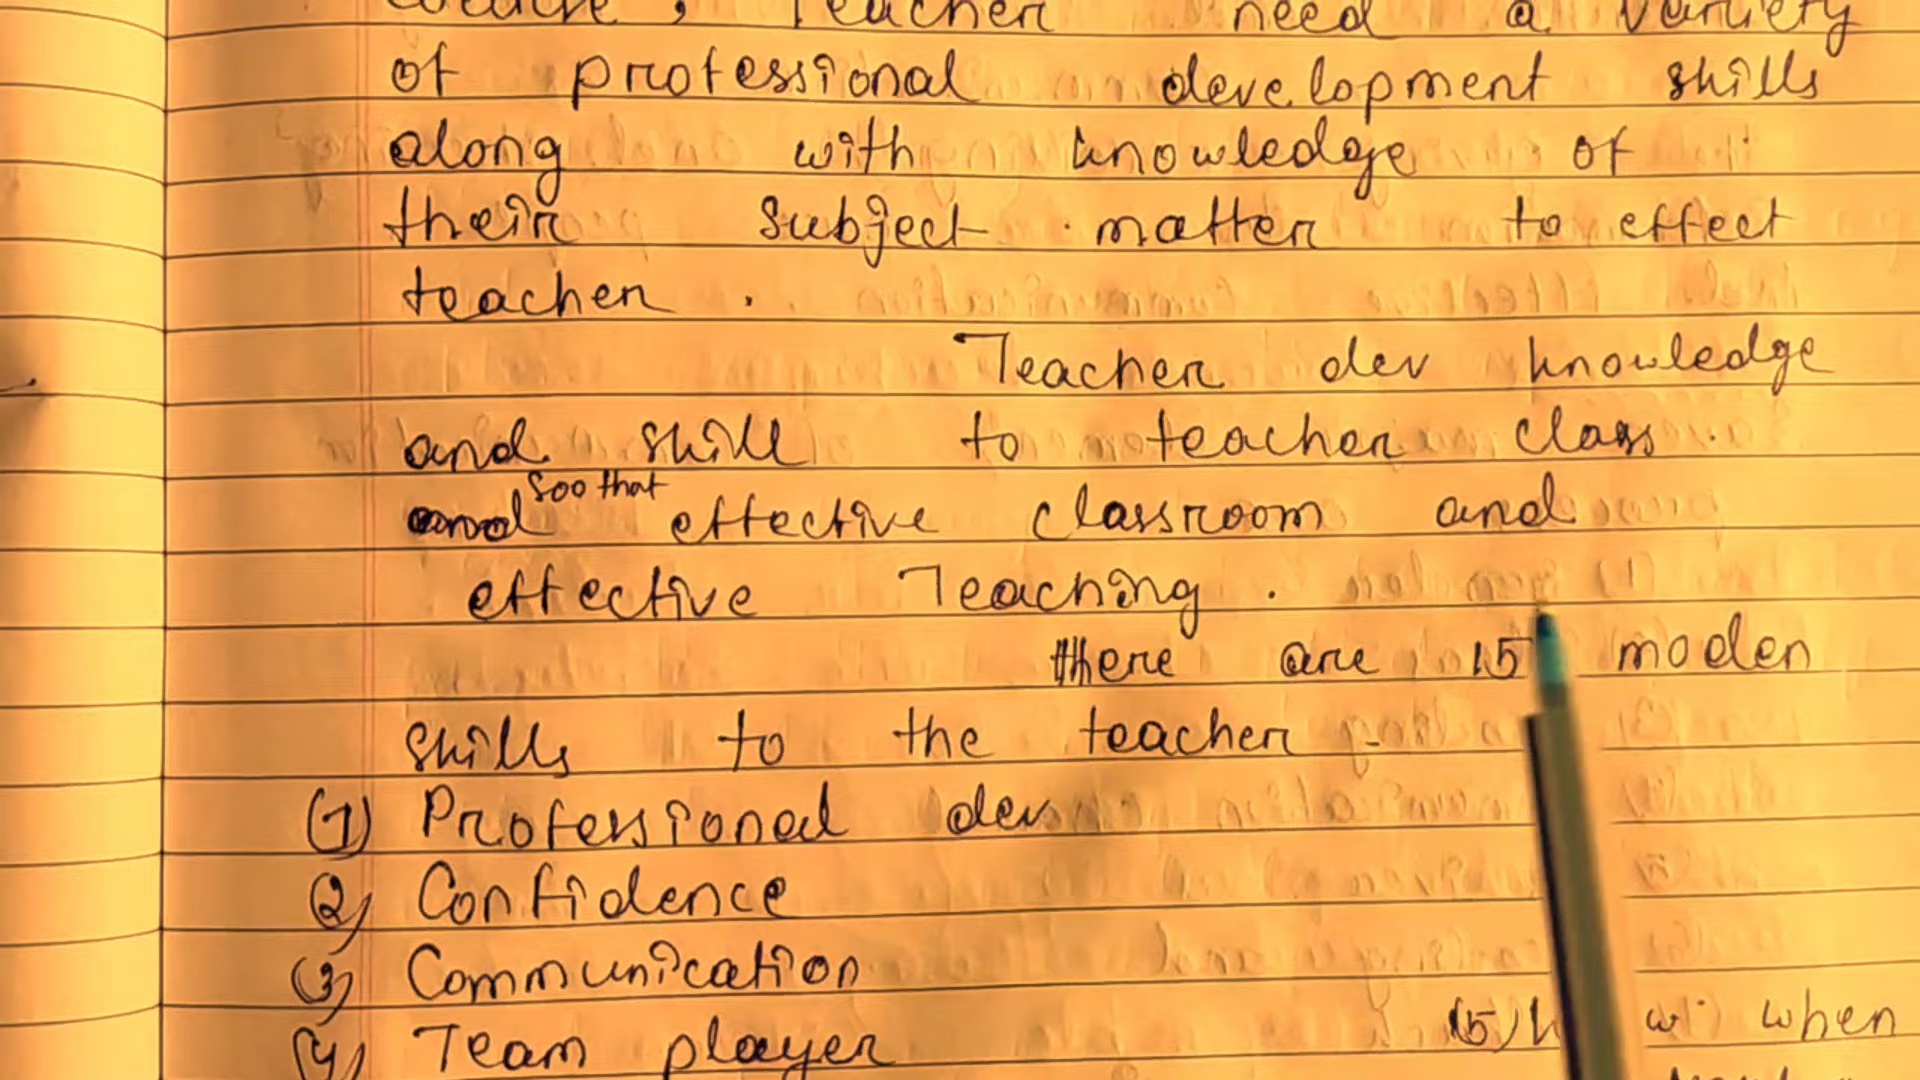 Teacher need a variety
of professional development skills
along with knowledge of
their subject matter to effect
teacher .
Teacher dev knowledge
and skill to teacher class .
and soo that effective classroom and
effective Teaching .
there are 15 moden
skills to the teacher -
(1) Professional dev
(2) Confidence
(3) Communication
(4) Team player
(15) when